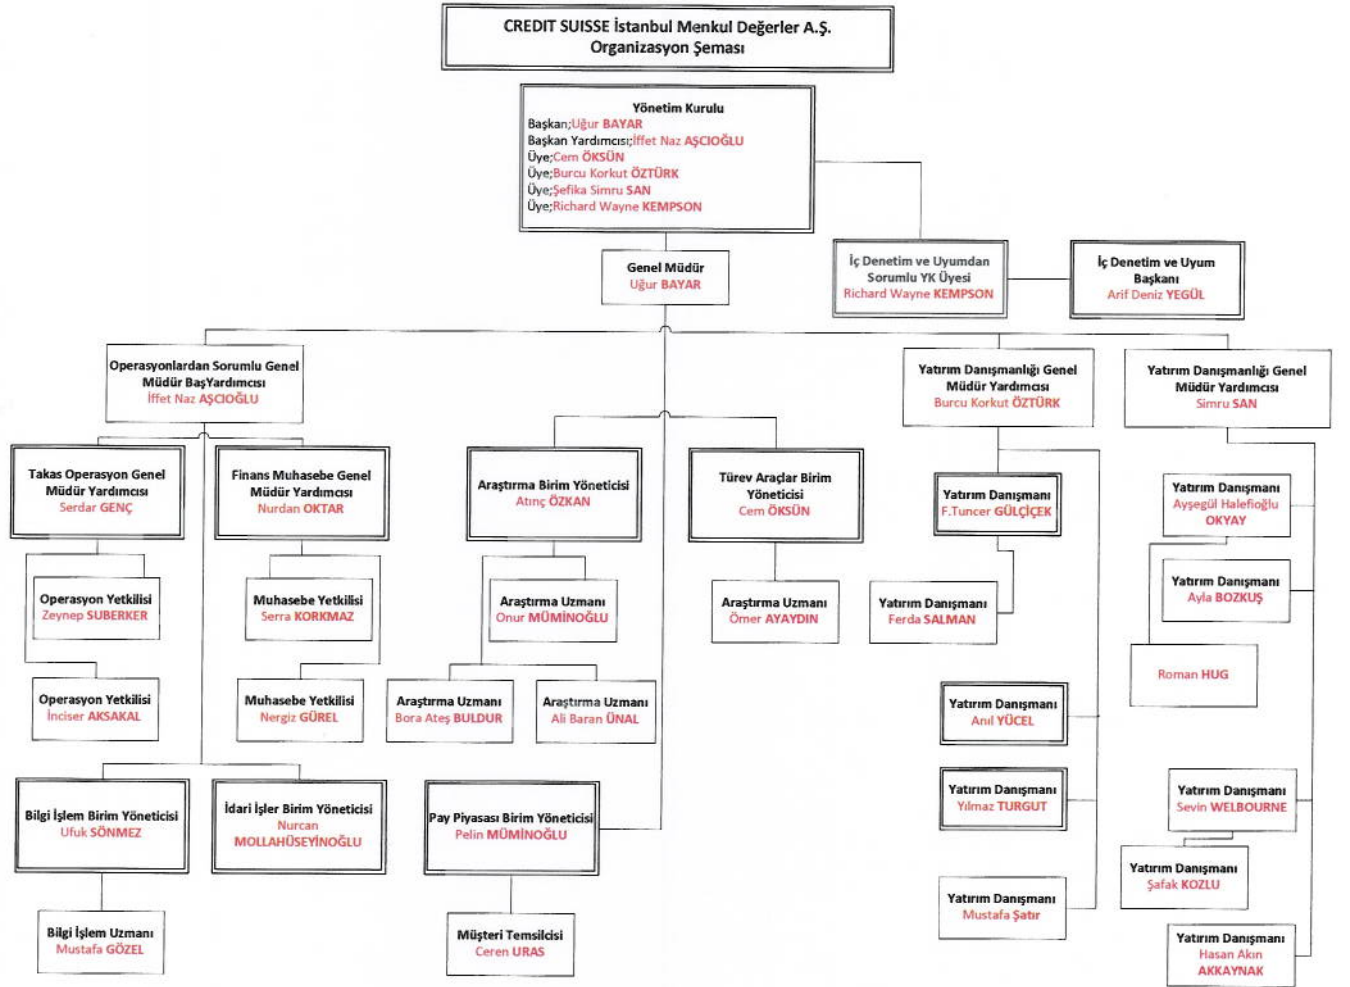 CREDIT SUISSE İstanbul Menkul Değerler A.Ş.
Organizasyon Şeması
Yönetim Kurulu
Başkan;Uğur BAYAR
Başkan Yardımcısı;İffet Naz AŞCIOĞLU
Üye;Cem ÖKSÜN
Üye;Burcu Korkut ÖZTÜRK
Üye;Şefika Simru SAN
Üye;Richard Wayne KEMPSON
Genel Müdür
Uğur BAYAR
İç Denetim ve Uyumdan
Sorumlu YK Üyesi
Richard Wayne KEMPSON
İç Denetim ve Uyum
Başkanı
Arif Deniz YEGÜL
Operasyonlardan Sorumlu Genel
Müdür BaşYardımcısı
İffet Naz AŞCIOĞLU
Yatırım Danışmanlığı Genel
Müdür Yardımcısı
Burcu Korkut ÖZTÜRK
Yatırım Danışmanlığı Genel
Müdür Yardımcısı
Simru SAN
Takas Operasyon Genel
Müdür Yardımcısı
Serdar GENÇ
Finans Muhasebe Genel
Müdür Yardımcısı
Nurdan OKTAR
Araştırma Birim Yöneticisi
Atınç ÖZKAN
Türev Araçlar Birim
Yöneticisi
Cem ÖKSÜN
Yatırım Danışmanı
F.Tuncer GÜLÇİÇEK
Yatırım Danışmanı
Ayşegül Halefioğlu
OKYAY
Operasyon Yetkilisi
Zeynep SUBERKER
Muhasebe Yetkilisi
Serra KORKMAZ
Araştırma Uzmanı
Onur MÜMİNOĞLU
Araştırma Uzmanı
Ömer AYAYDIN
Yatırım Danışmanı
Ferda SALMAN
Yatırım Danışmanı
Ayla BOZKUŞ
Roman HUG
Operasyon Yetkilisi
İnciser AKSAKAL
Muhasebe Yetkilisi
Nergiz GÜREL
Araştırma Uzmanı
Bora Ateş BULDUR
Araştırma Uzmanı
Ali Baran ÜNAL
Yatırım Danışmanı
Anıl YÜCEL
Bilgi İşlem Birim Yöneticisi
Ufuk SÖNMEZ
İdari İşler Birim Yöneticisi
Nurcan
MOLLAHÜSEYİNOĞLU
Pay Piyasası Birim Yöneticisi
Pelin MÜMİNOĞLU
Yatırım Danışmanı
Yılmaz TURGUT
Yatırım Danışmanı
Sevin WELBOURNE
Yatırım Danışmanı
Şafak KOZLU
Bilgi İşlem Uzmanı
Mustafa GÖZEL
Müşteri Temsilcisi
Ceren URAS
Yatırım Danışmanı
Mustafa Şatır
Yatırım Danışmanı
Hasan Akın
AKKAYNAK